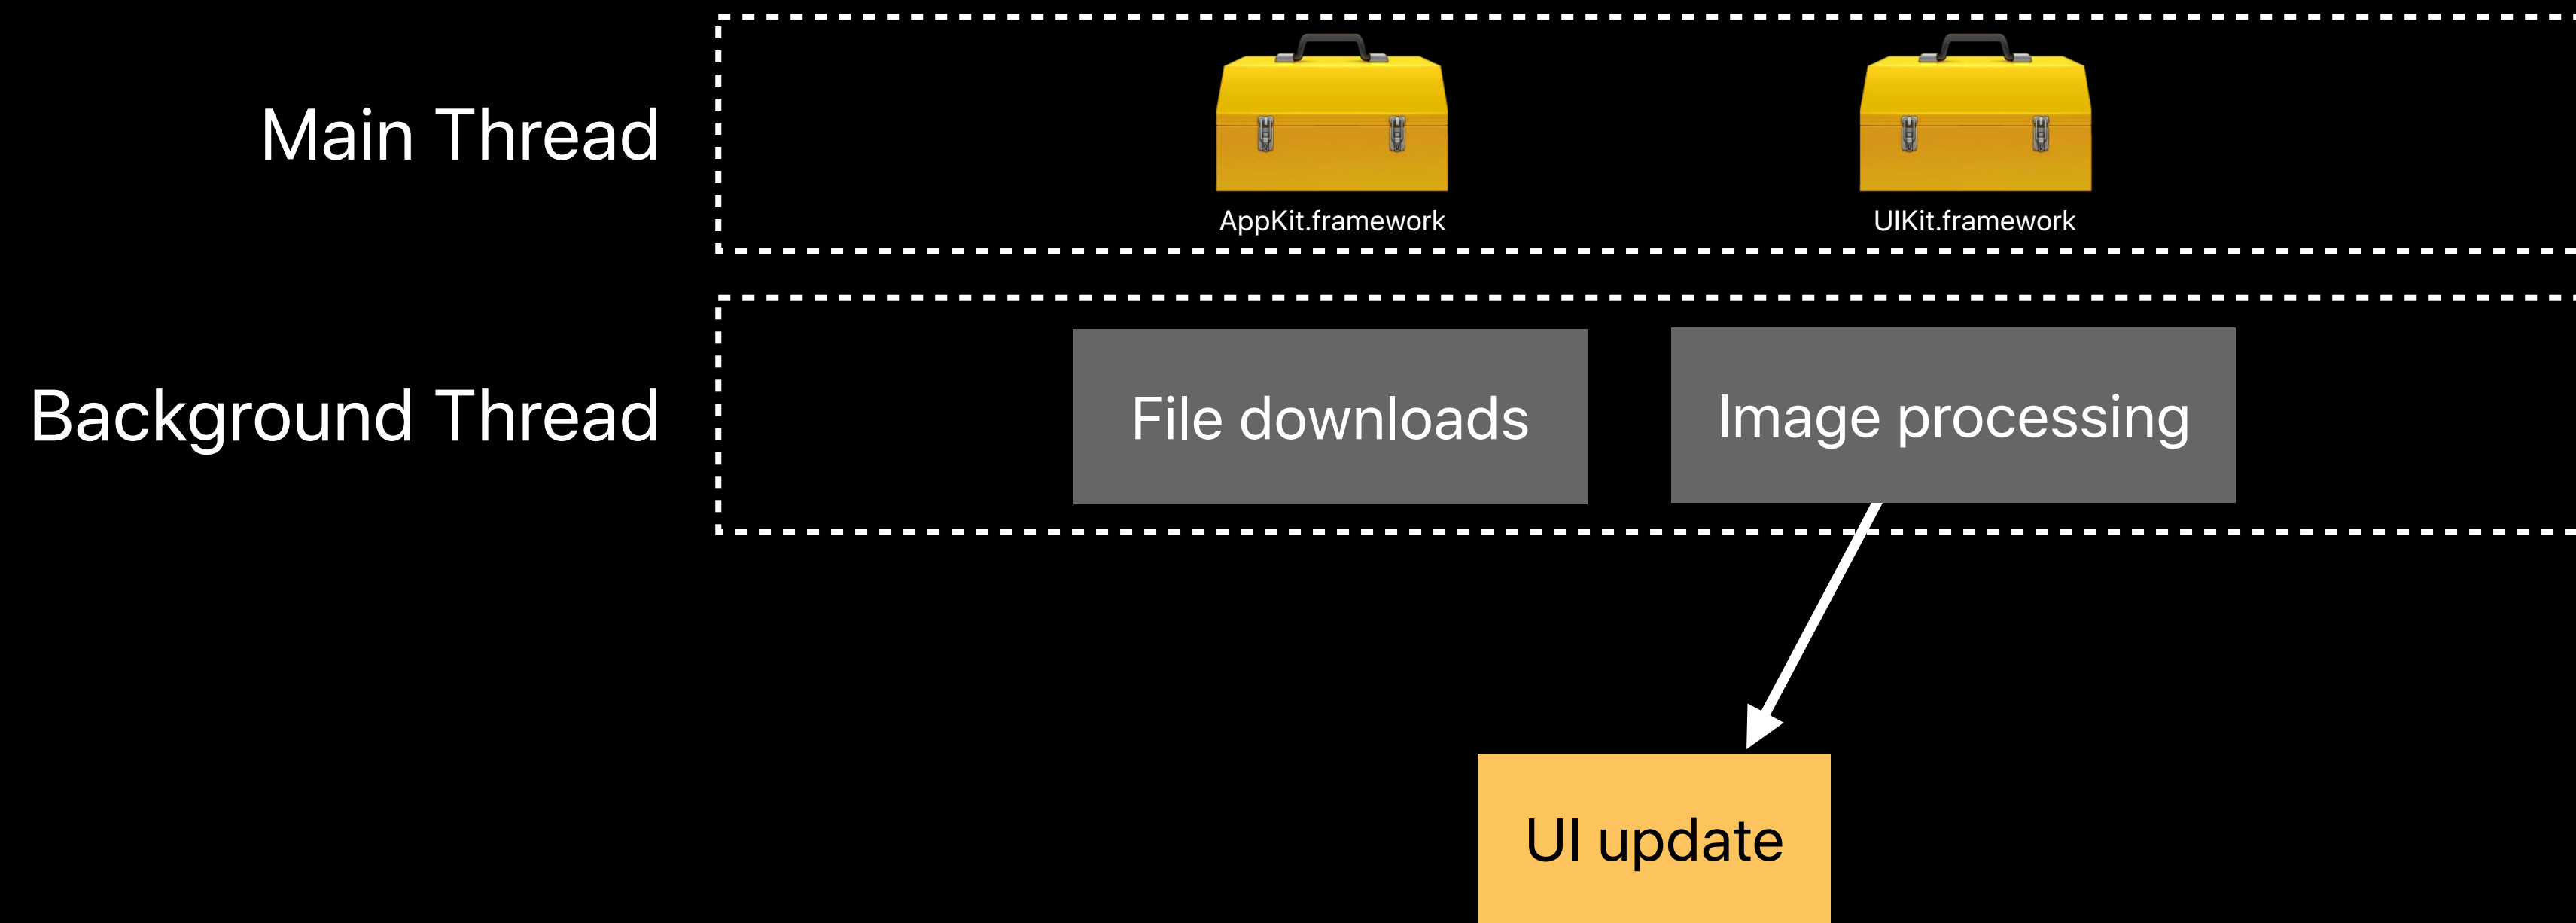 Main Thread
AppKit.framework
UIKit.framework
Background Thread
File downloads
Image processing
UI update